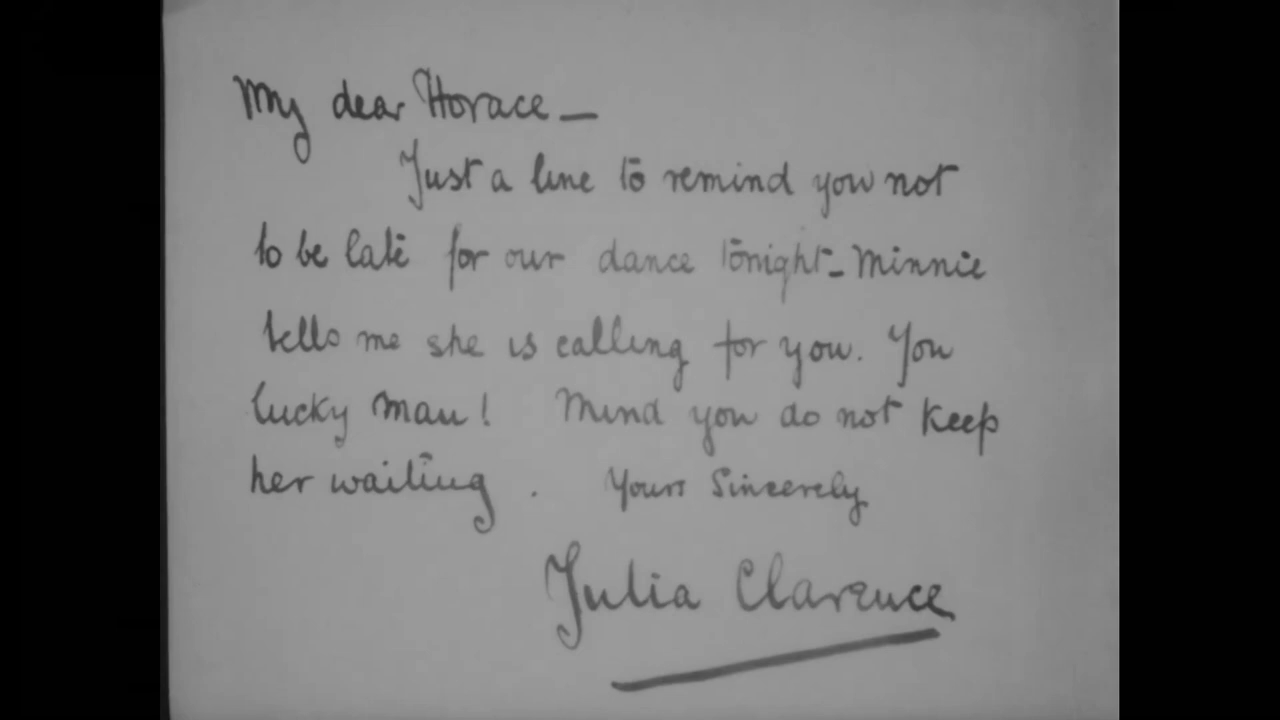 My dear Horace —
Just a line to remind you not
to be late for our dance tonight - Minnie
tells me she is calling for you. You
lucky man! Mind you do not keep
her waiting. Yours Sincerely
Julia Clarence